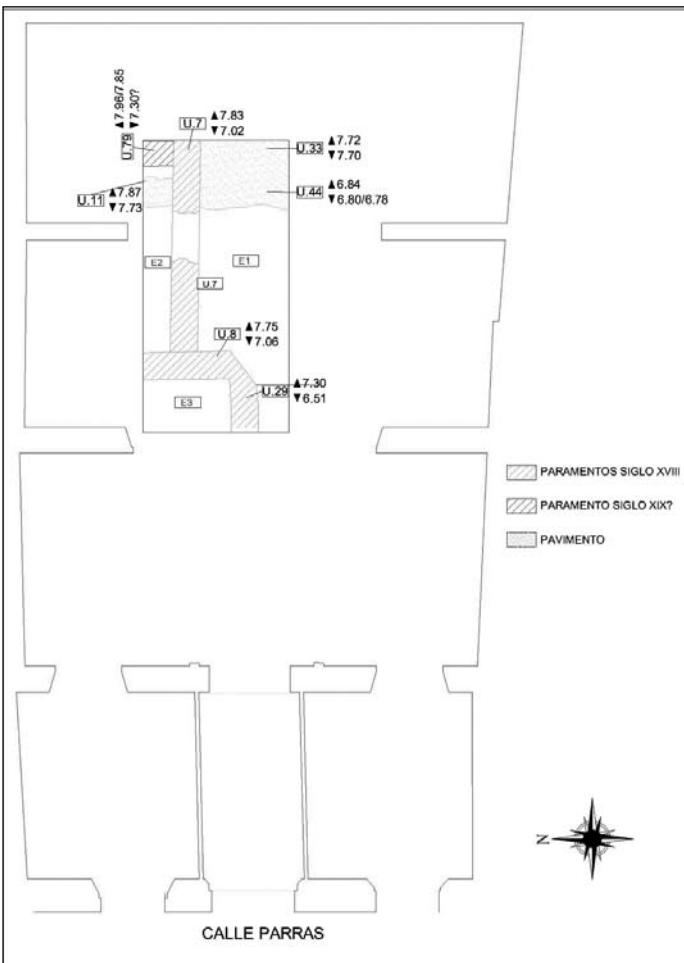 ▲7.96/7.85
▼7.30?
U.79
U.7
▲7.83
▼7.02
U.33
▲7.72
▼7.70
U.11
▲7.87
▼7.73
U.44
▲6.84
▼6.80/6.78
E2
E1
U.7
U.8
▲7.75
▼7.06
U.29
▲7.30
▼6.51
E3
PARAMENTOS SIGLO XVIII
PARAMENTO SIGLO XIX?
PAVIMENTO
N
CALLE PARRAS